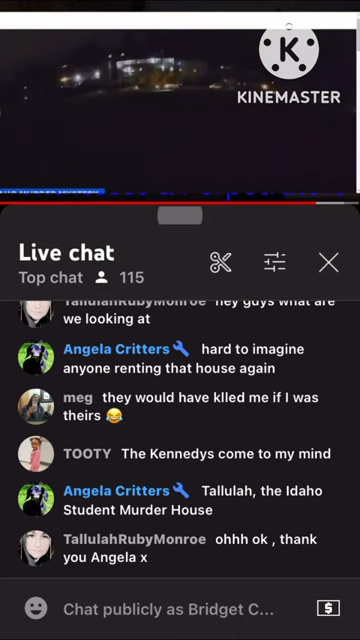 K
KINEMASTER
Live chat
Top chat 115
TallulahRubyMonroe hey guys what are
we looking at
Angela Critters hard to imagine
anyone renting that house again
meg they would have klled me if I was
theirs 😂
TOOTY The Kennedys come to my mind
Angela Critters Tallulah, the Idaho
Student Murder House
TallulahRubyMonroe ohhh ok , thank
you Angela x
Chat publicly as Bridget C...
$